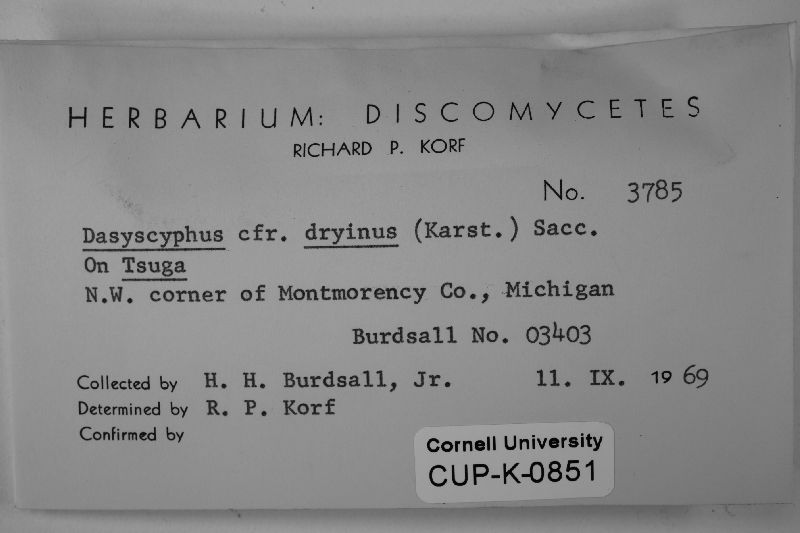 HERBARIUM: DISCOMYCETES
RICHARD P. KORF
No. 3785
Dasyscyphus cfr. dryinus (Karst.) Sacc.
On Tsuga
N.W. corner of Montmorency Co., Michigan
Burdsall No. 03403
Collected by H. H. Burdsall, Jr. 11. IX. 1969
Determined by R. P. Korf
Confirmed by
Cornell University
CUP-K-0851